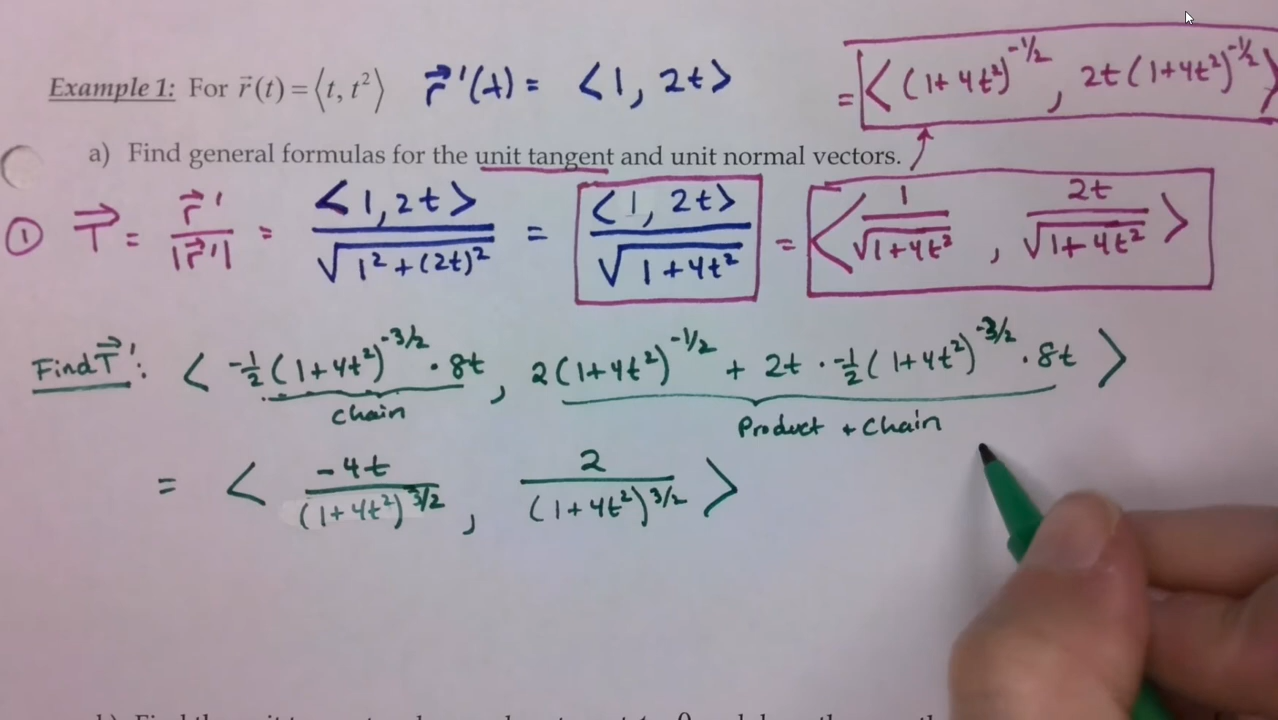 Example 1: For r⃗(t) = ⟨t, t²⟩ r⃗'(t) = <1, 2t> = <(1+4t²)^-1/2, 2t(1+4t²)^-1/2>
a) Find general formulas for the unit tangent and unit normal vectors.
① T⃗ = r⃗'/|r⃗'| = <1, 2t>/√(1²+(2t)²) = <1, 2t>/√(1+4t²) = <1/√(1+4t²), 2t/√(1+4t²)>
Find T⃗': <-½(1+4t²)^-3/2 · 8t, 2(1+4t²)^-1/2 + 2t · -½(1+4t²)^-3/2 · 8t>
chain Product + Chain
= <-4t/(1+4t²)^3/2, 2/(1+4t²)^3/2>